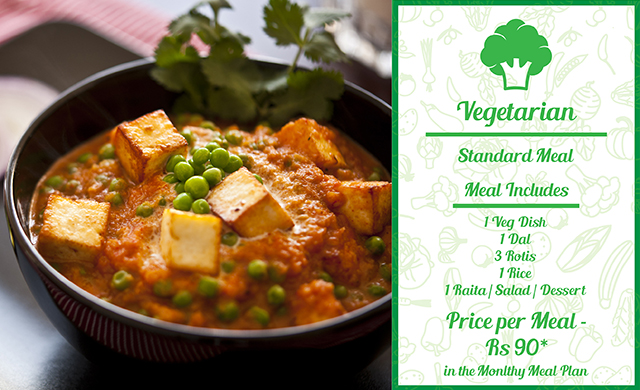 Vegetarian
Standard Meal
Meal Includes
1 Veg Dish
1 Dal
3 Rotis
1 Rice
1 Raita / Salad / Dessert
Price per Meal -
Rs 90*
in the Monlthy Meal Plan